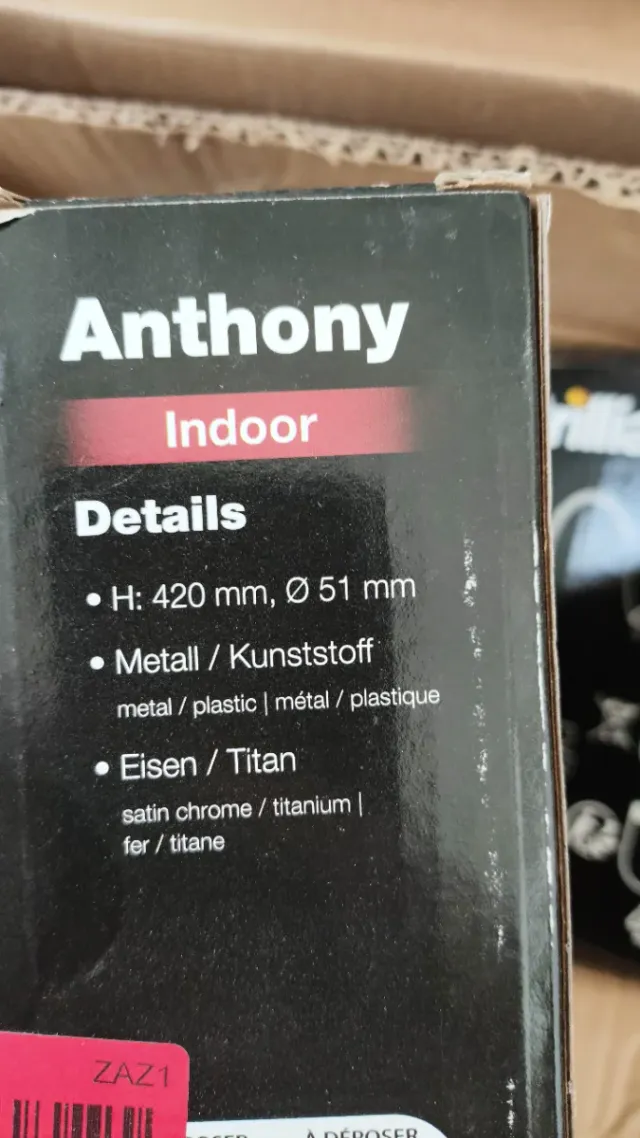 Anthony
Indoor
Details
• H: 420 mm, Ø 51 mm
• Metall / Kunststoff
metal / plastic | métal / plastique
• Eisen / Titan
satin chrome / titanium |
fer / titane
ZAZ1
À DÉPOSER